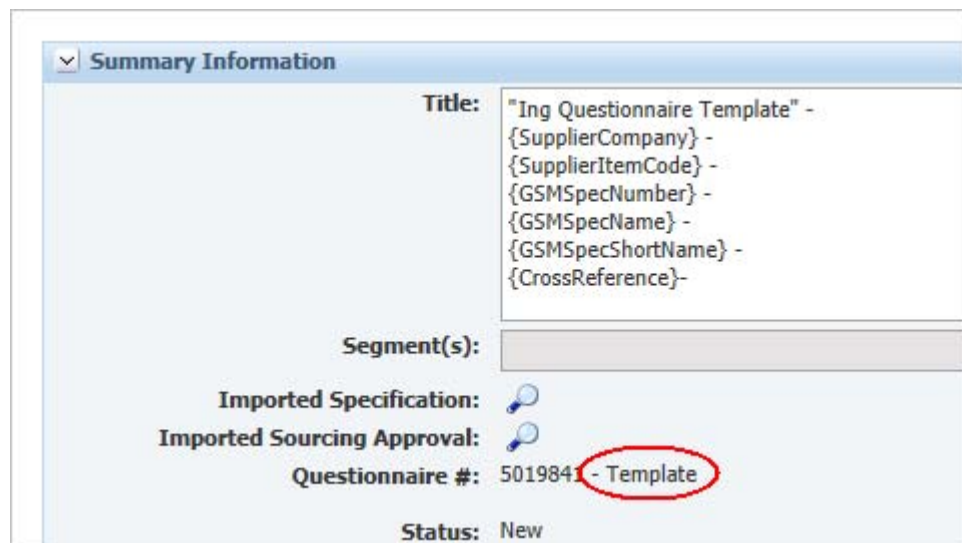 Summary Information
Title: "Ing Questionnaire Template" -
{SupplierCompany} -
{SupplierItemCode} -
{GSMSpecNumber} -
{GSMSpecName} -
{GSMSpecShortName} -
{CrossReference}-
Segment(s):
Imported Specification:
Imported Sourcing Approval:
Questionnaire #: 5019841 - Template
Status: New